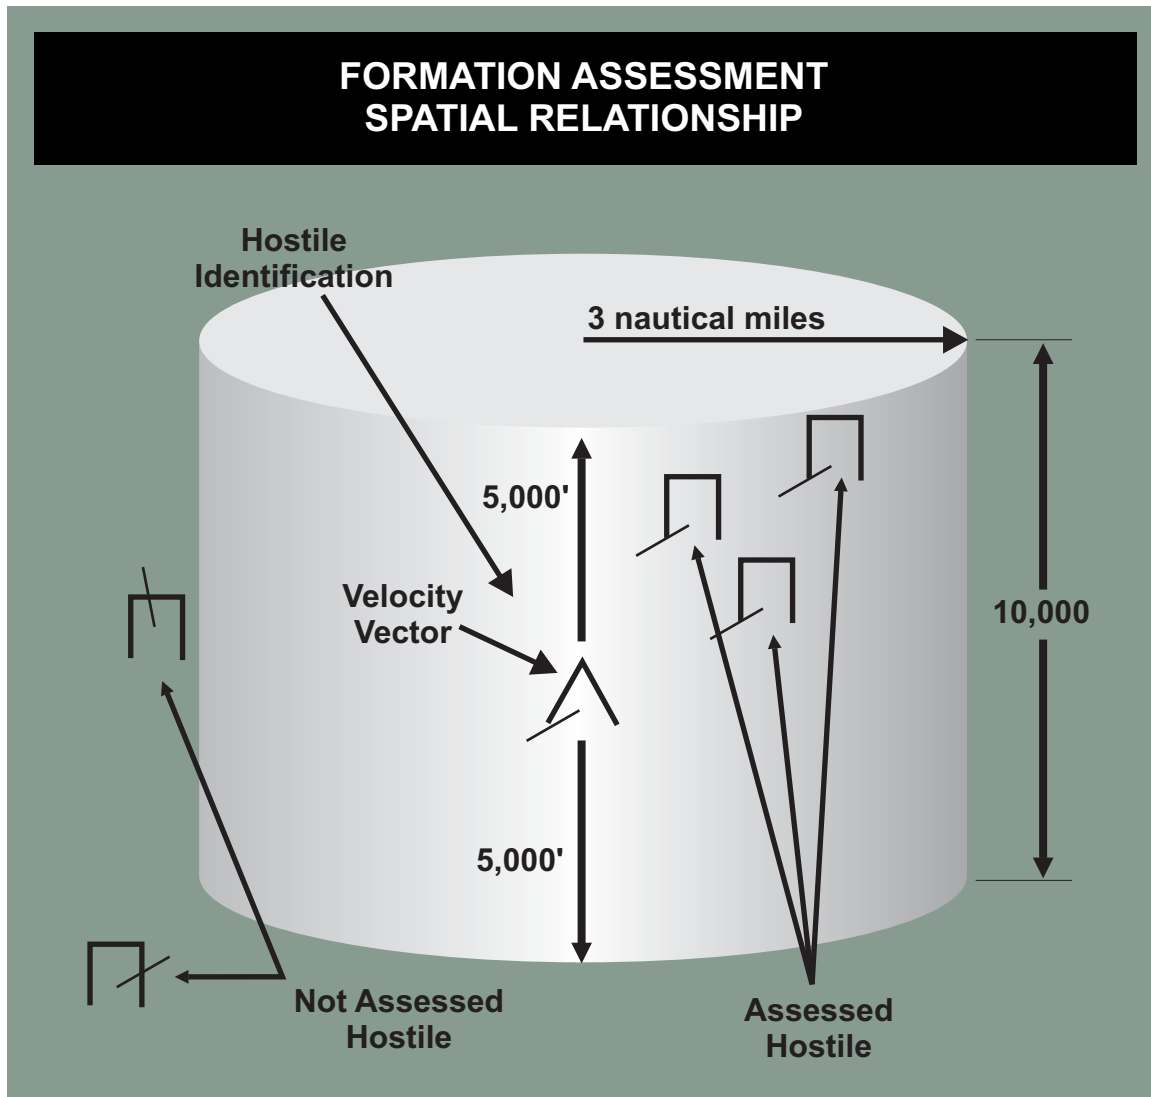 FORMATION ASSESSMENT
SPATIAL RELATIONSHIP
Hostile
Identification
3 nautical miles
5,000'
Velocity
Vector
10,000
5,000'
Not Assessed
Hostile
Assessed
Hostile